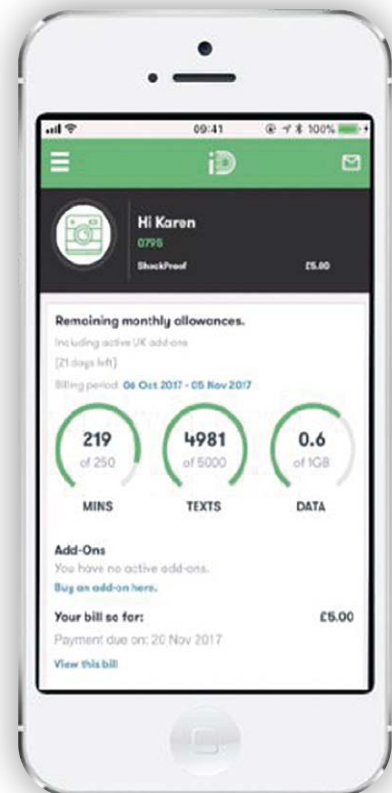 09:41 100%
iD
Hi Karen
0795
ShockProof £5.00
Remaining monthly allowances.
Including active UK add-ons
(21 days left)
Billing period: 06 Oct 2017 - 05 Nov 2017
219 4981 0.6
of 250 of 5000 of 1GB
MINS TEXTS DATA
Add-Ons
You have no active add-ons.
Buy an add-on here.
Your bill so far: £5.00
Payment due on: 20 Nov 2017
View this bill